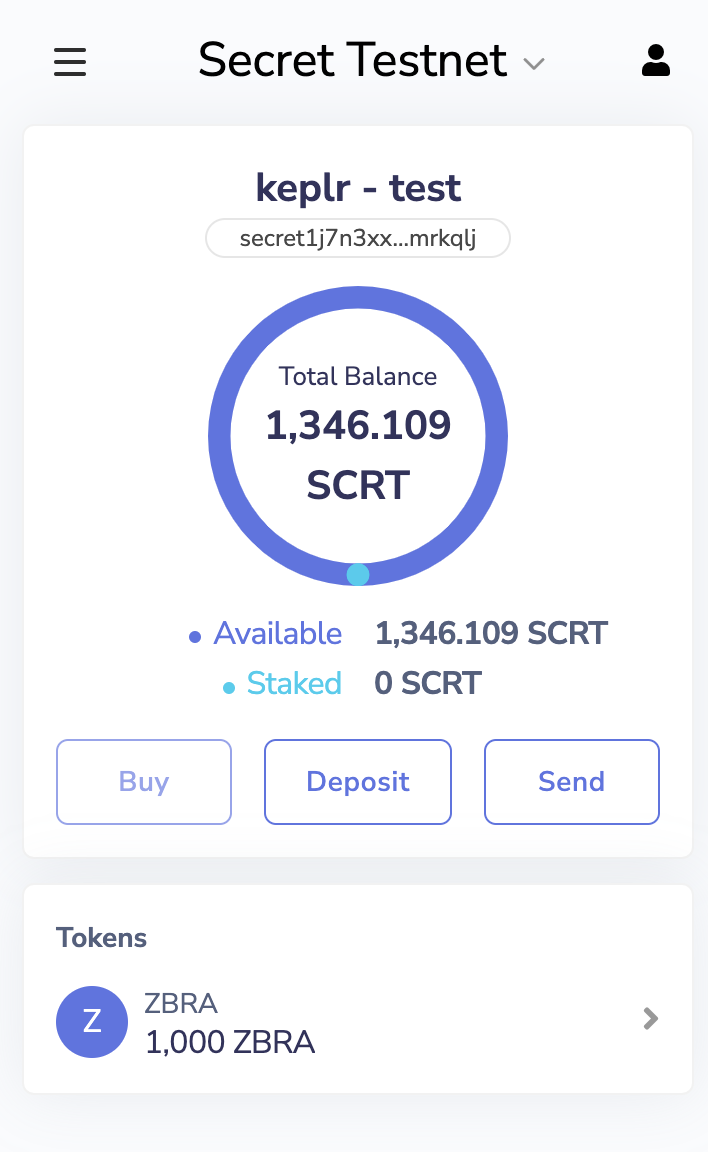 Secret Testnet
keplr - test
secret1j7n3xx...mrkqlj
Total Balance
1,346.109
SCRT
Available 1,346.109 SCRT
Staked 0 SCRT
Buy Deposit Send
Tokens
Z
ZBRA
1,000 ZBRA